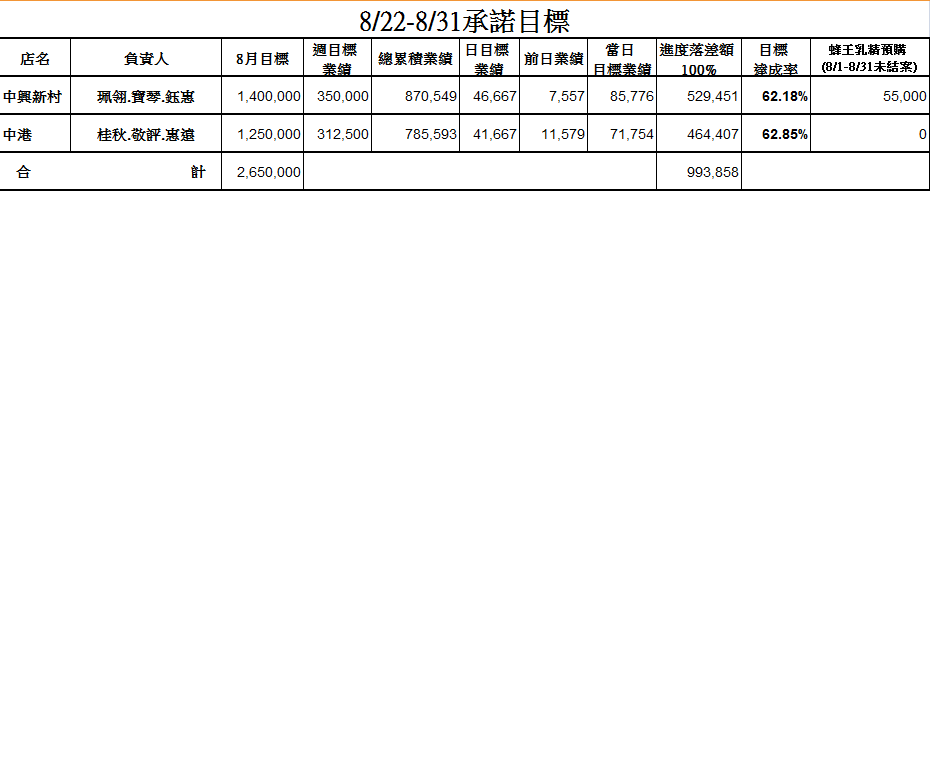 8/22-8/31承諾目標
店名 負責人 8月目標 週目標業績 總累積業績 日目標業績 前日業績 當日目標業績 進度落差額100% 目標達成率 蜂王乳精預購(8/1-8/31未結案)
中興新村 珮翎.寶琴.鈺惠 1,400,000 350,000 870,549 46,667 7,557 85,776 529,451 62.18% 55,000
中港 桂秋.敬評.惠遠 1,250,000 312,500 785,593 41,667 11,579 71,754 464,407 62.85% 0
合計 2,650,000 993,858